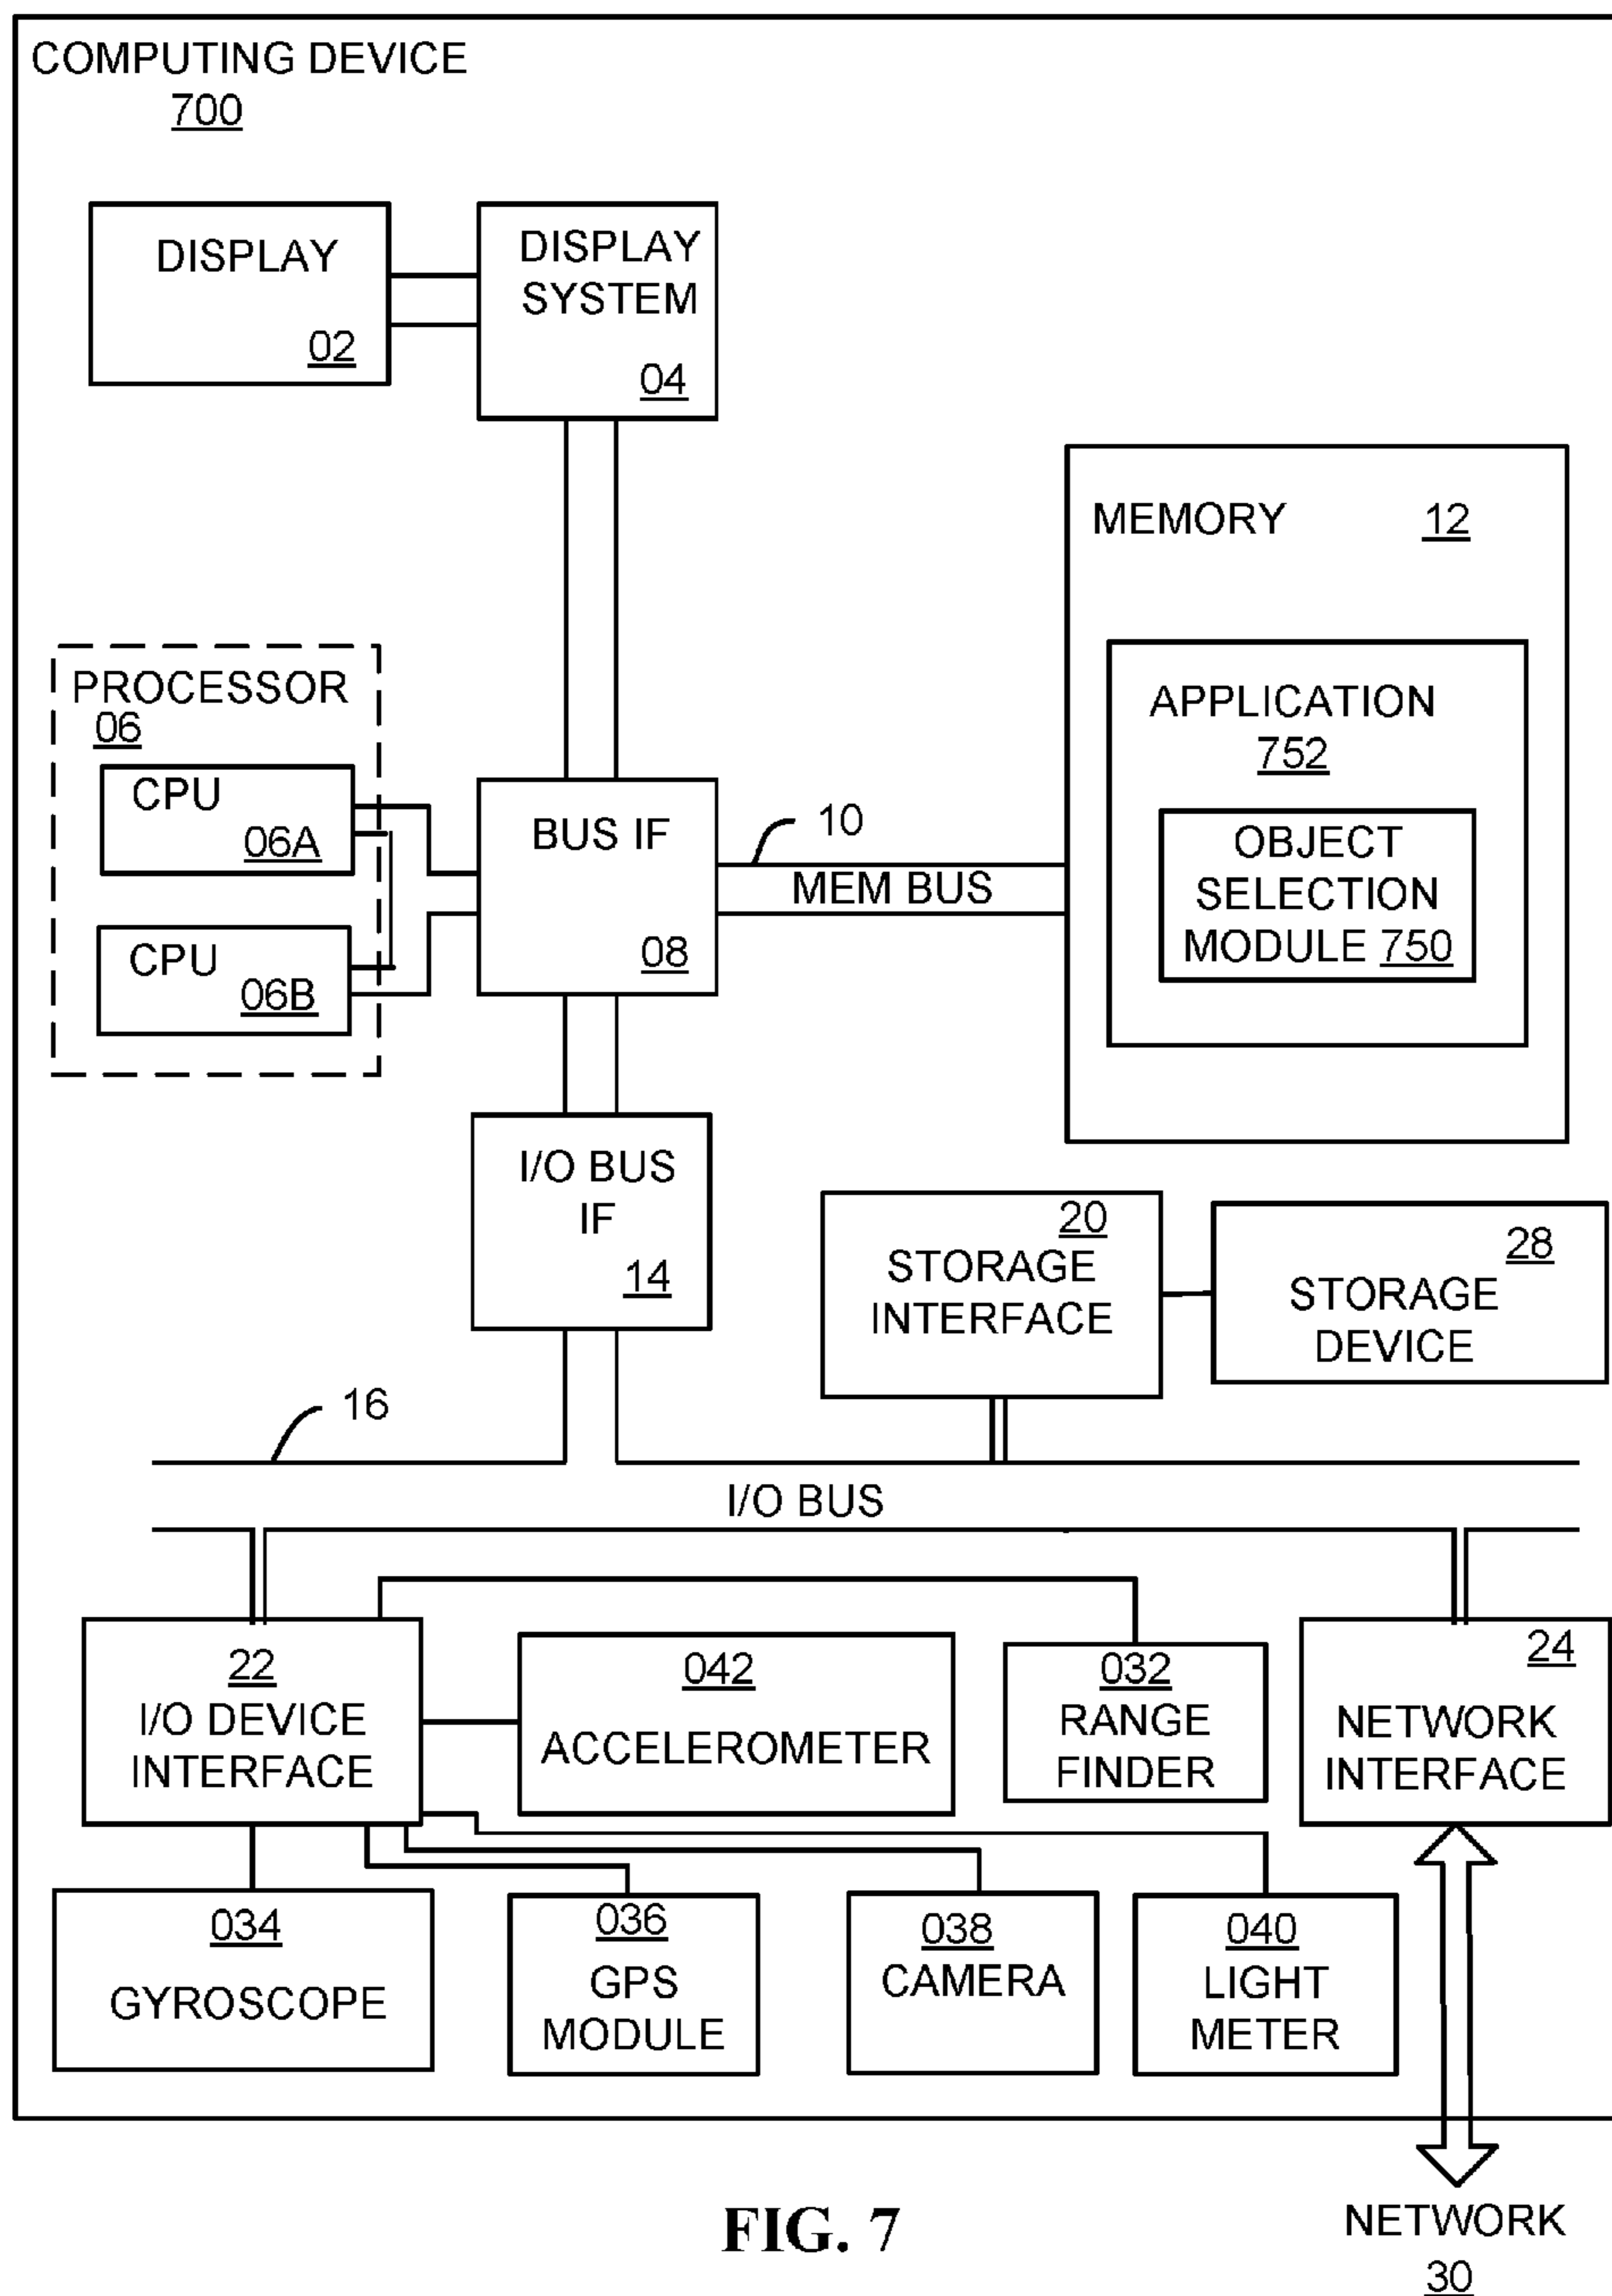 COMPUTING DEVICE
700
DISPLAY
02
DISPLAY
SYSTEM
04
MEMORY 12
PROCESSOR
06
CPU
06A
CPU
06B
BUS IF
08
10
MEM BUS
APPLICATION
752
OBJECT
SELECTION
MODULE 750
I/O BUS
IF
14
20
STORAGE
INTERFACE
28
STORAGE
DEVICE
16
I/O BUS
22
I/O DEVICE
INTERFACE
042
ACCELEROMETER
032
RANGE
FINDER
24
NETWORK
INTERFACE
034
GYROSCOPE
036
GPS
MODULE
038
CAMERA
040
LIGHT
METER
FIG. 7
NETWORK
30